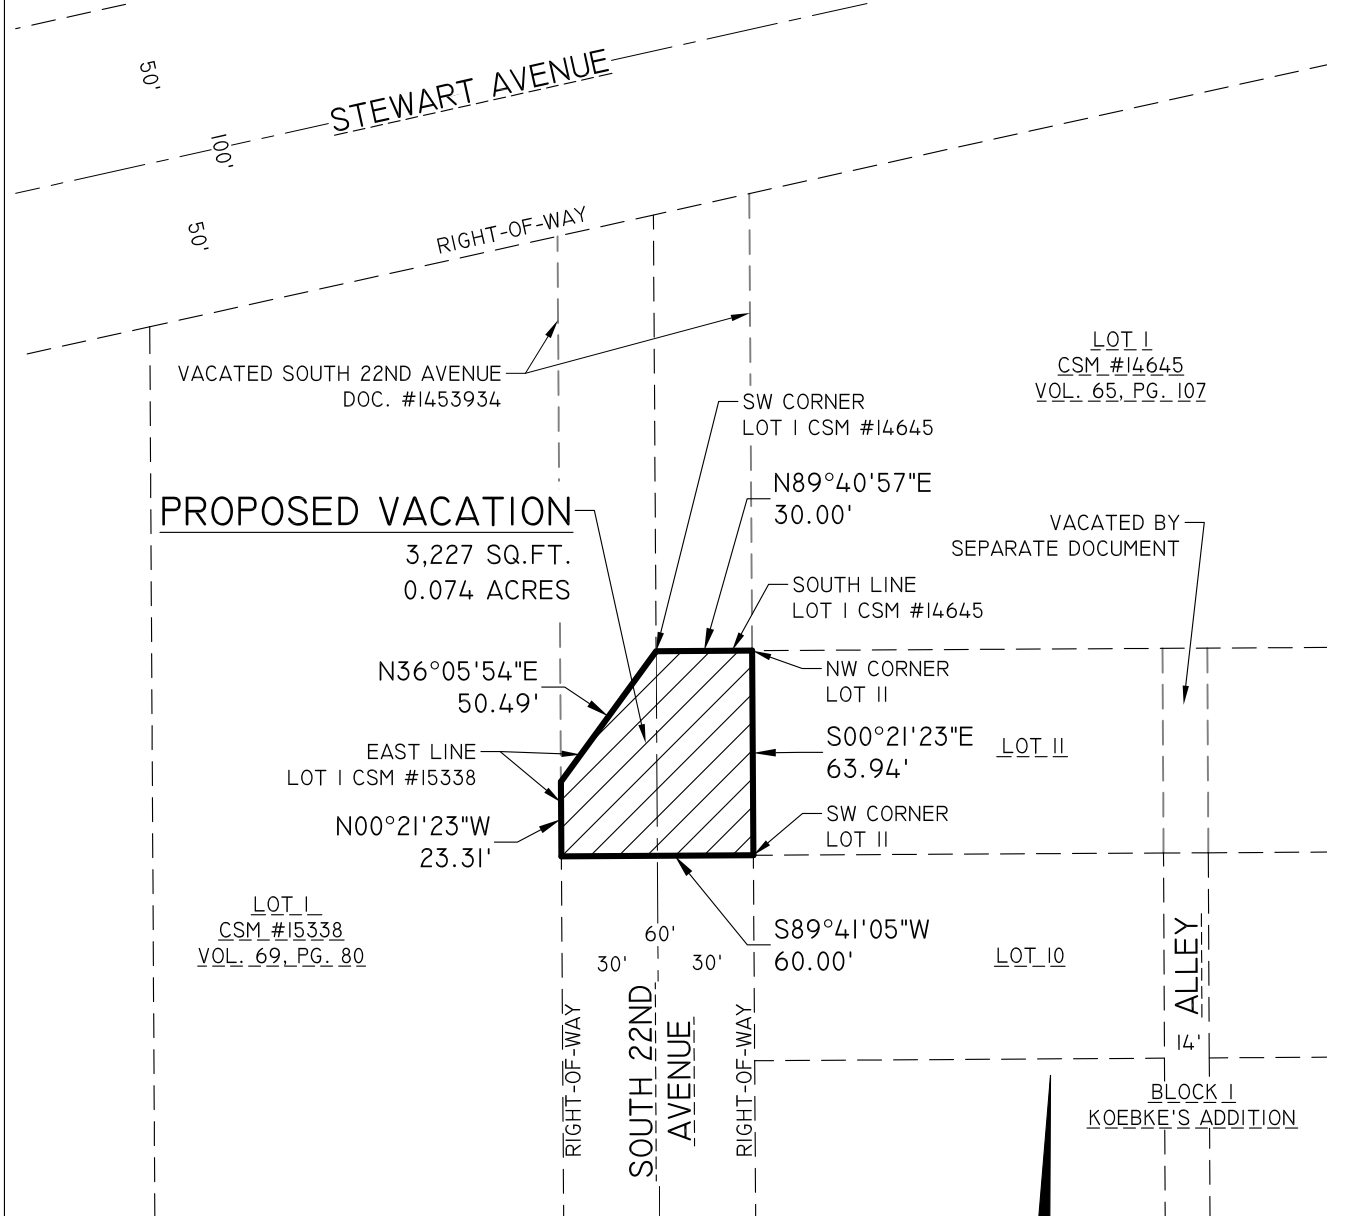 50'
STEWART AVENUE
100'
50'
RIGHT-OF-WAY
VACATED SOUTH 22ND AVENUE
DOC. #1453934
LOT 1
CSM #14645
VOL. 65, PG. 107
SW CORNER
LOT 1 CSM #14645
PROPOSED VACATION
3,227 SQ.FT.
0.074 ACRES
N89°40'57"E
30.00'
VACATED BY
SEPARATE DOCUMENT
SOUTH LINE
LOT 1 CSM #14645
N36°05'54"E
50.49'
NW CORNER
LOT 11
EAST LINE
LOT 1 CSM #15338
S00°21'23"E
63.94'
LOT 11
N00°21'23"W
23.31'
SW CORNER
LOT 11
LOT 1
CSM #15338
VOL. 69, PG. 80
60'
30'
30'
S89°41'05"W
60.00'
LOT 10
ALLEY
14'
RIGHT-OF-WAY
SOUTH 22ND
AVENUE
RIGHT-OF-WAY
BLOCK 1
KOEBKE'S ADDITION